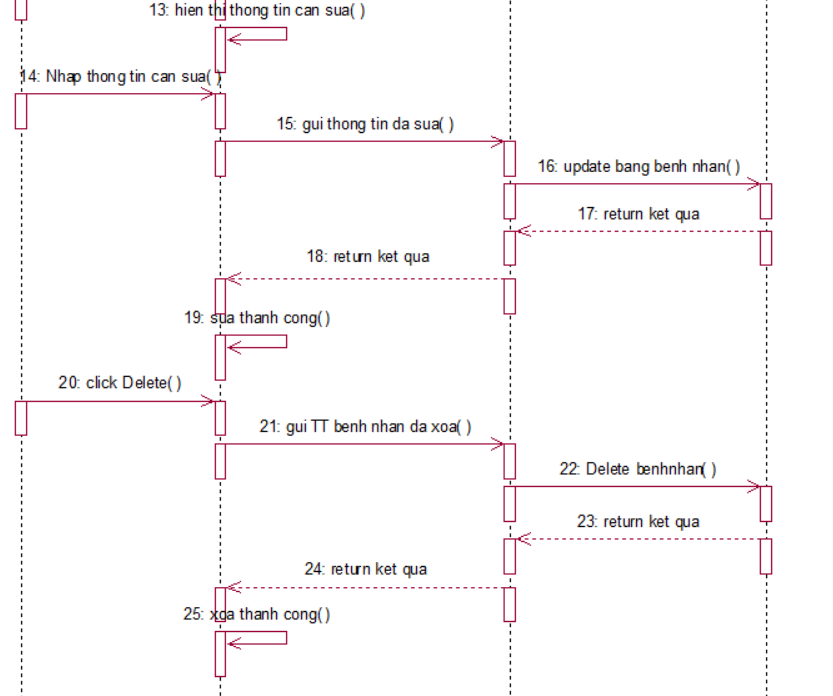 13: hien thi thong tin can sua( )
14: Nhap thong tin can sua( )
15: gui thong tin da sua( )
16: update bang benh nhan( )
17: return ket qua
18: return ket qua
19: sua thanh cong( )
20: click Delete( )
21: gui TT benh nhan da xoa( )
22: Delete benhnhan( )
23: return ket qua
24: return ket qua
25: xoa thanh cong( )